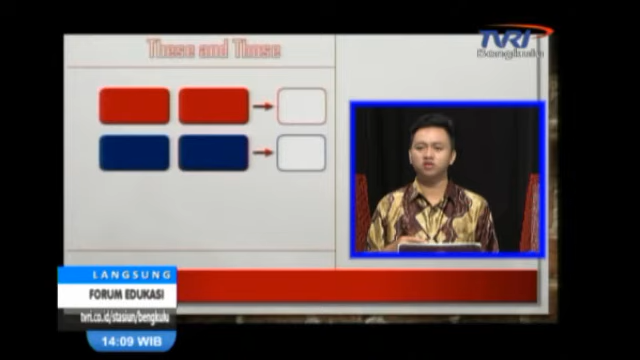 These and Those
TVRI
Bengkulu
LANGSUNG
FORUM EDUKASI
tvri.co.id/stasiun/bengkulu
14:09 WIB